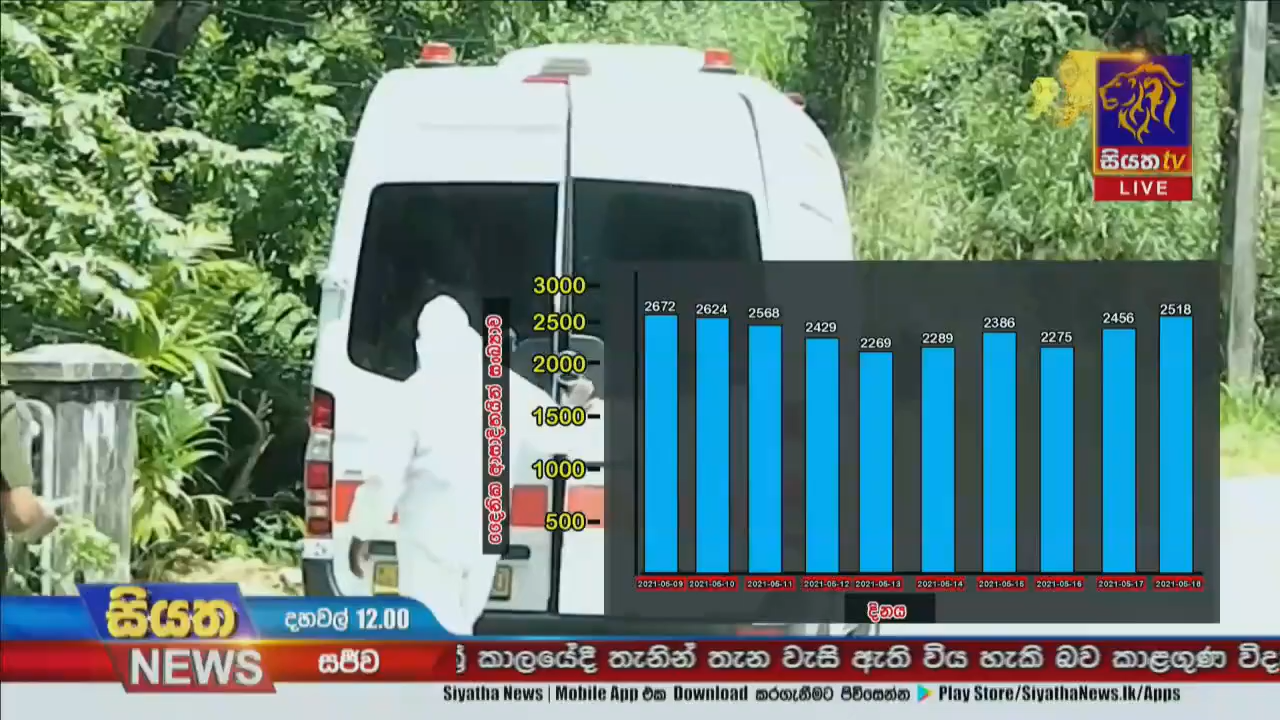 සියත tv
LIVE
දෛනික ආසාදිතයින් සංඛ්‍යාව
3000
2500
2000
1500
1000
500
2672 2624 2568 2429 2269 2289 2386 2275 2456 2518
2021-05-09 2021-05-10 2021-05-11 2021-05-12 2021-05-13 2021-05-14 2021-05-15 2021-05-16 2021-05-17 2021-05-18
දිනය
සියත දහවල් 12.00
NEWS සජීව කාලයේදී තැනින් තැන වැසි ඇති විය හැකි බව කාළගුණ විද
Siyatha News | Mobile App එක Download කරගැනීමට පිවිසෙන්න Play Store/SiyathaNews.lk/Apps